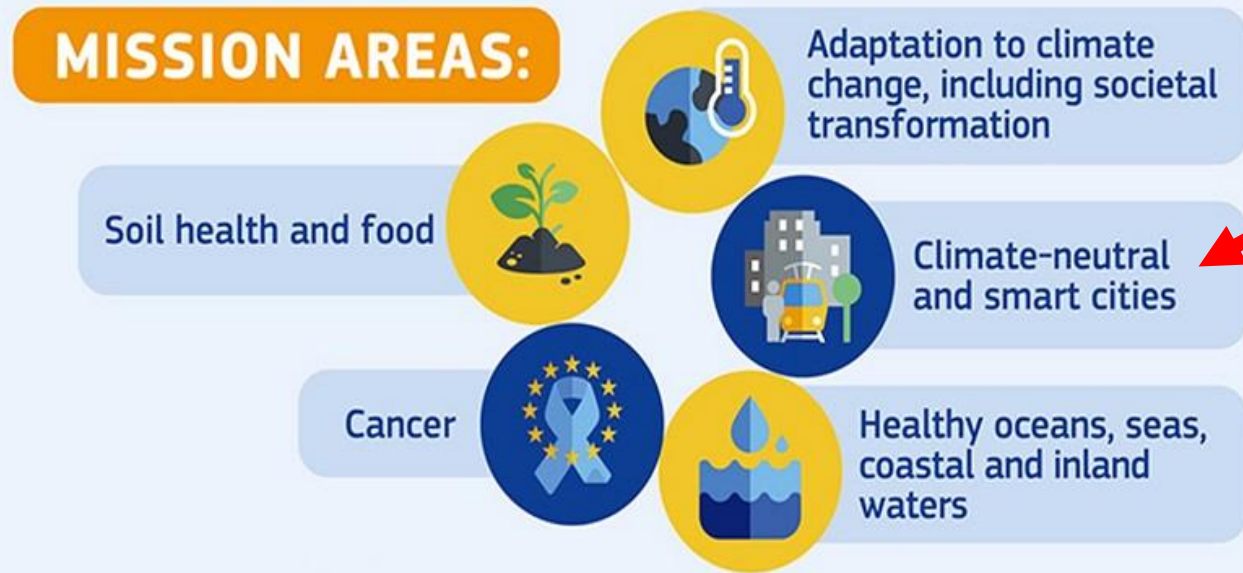 MISSION AREAS:
Adaptation to climate
change, including societal
transformation
Soil health and food
Climate-neutral
and smart cities
Cancer
Healthy oceans, seas,
coastal and inland
waters